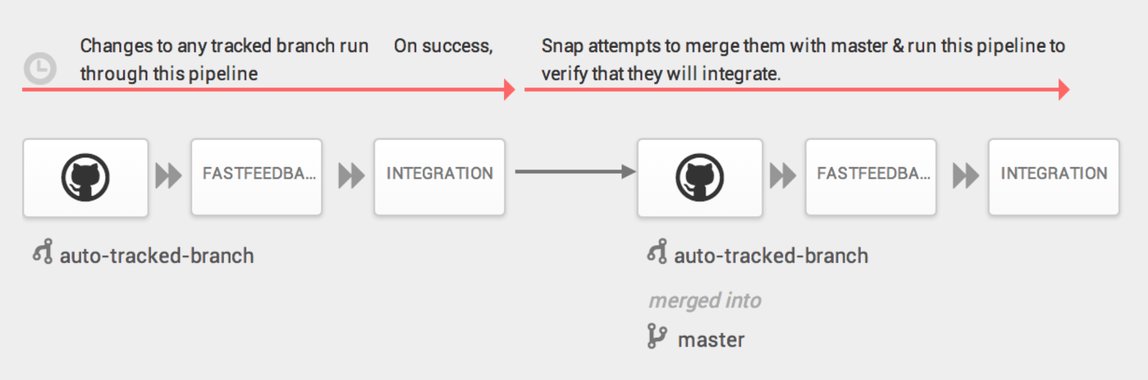 Changes to any tracked branch run On success,
through this pipeline
Snap attempts to merge them with master & run this pipeline to
verify that they will integrate.
FASTFEEDBA...
INTEGRATION
FASTFEEDBA...
INTEGRATION
auto-tracked-branch
auto-tracked-branch
merged into
master